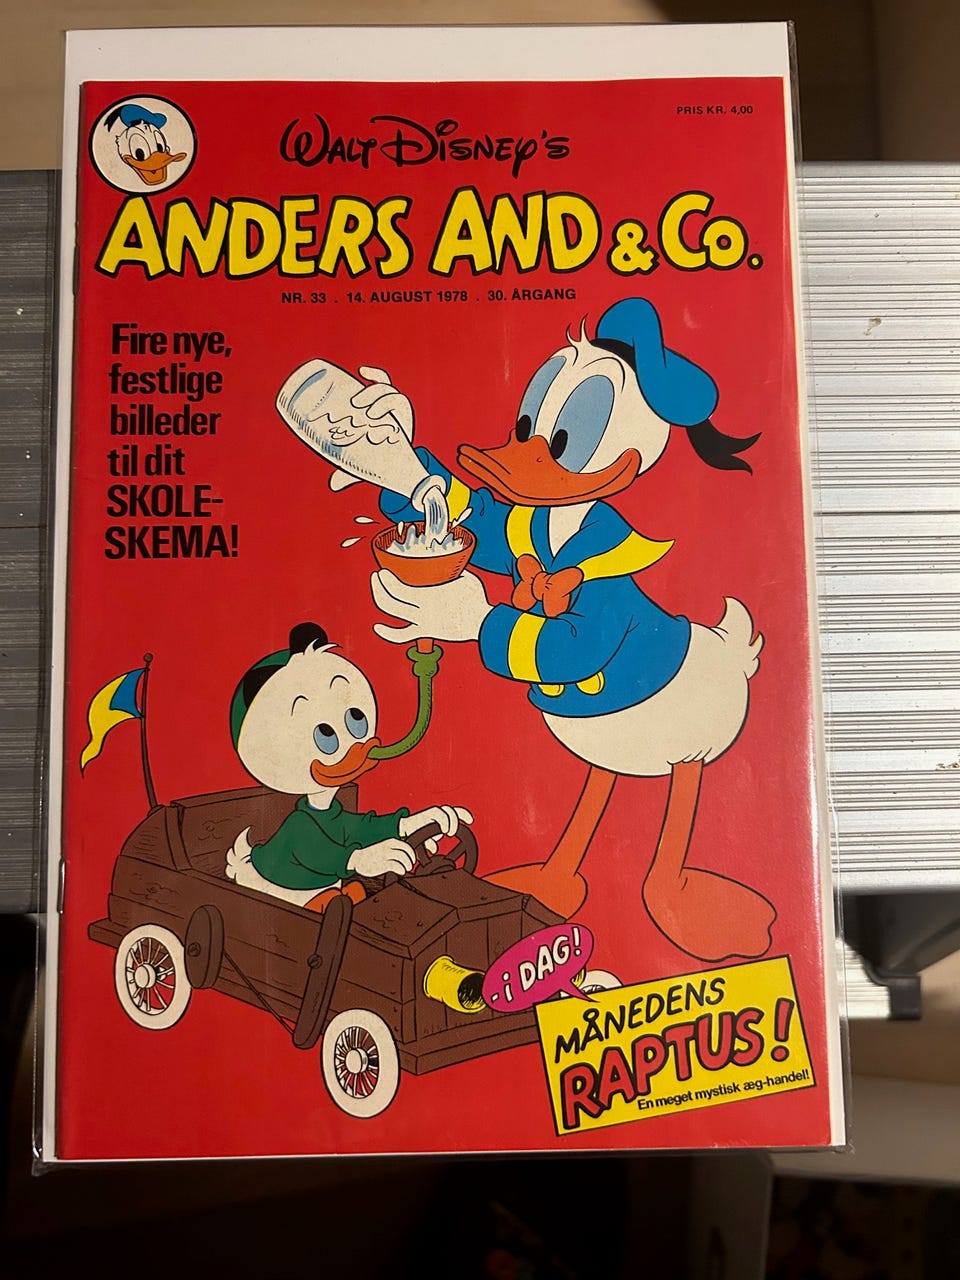 PRIS KR. 4,00
WALT DISNEY'S
ANDERS AND & Co.
NR. 33 . 14. AUGUST 1978 . 30. ÅRGANG
Fire nye,
festlige
billeder
til dit
SKOLE-
SKEMA!
-i DAG!
MÅNEDENS
RAPTUS!
En meget mystisk æg-handel!